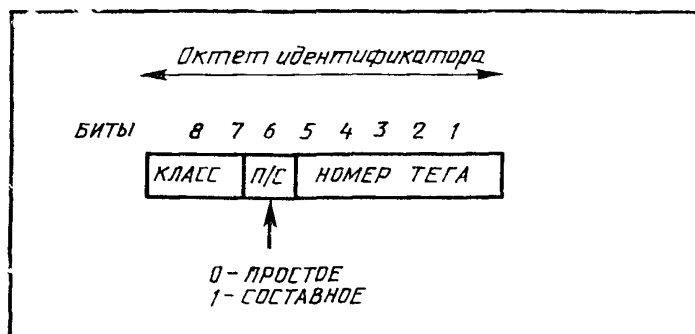 Октет идентификатора
БИТЫ 8 7 6 5 4 3 2 1
КЛАСС П/С НОМЕР ТЕГА
0 - ПРОСТОЕ
1 - СОСТАВНОЕ